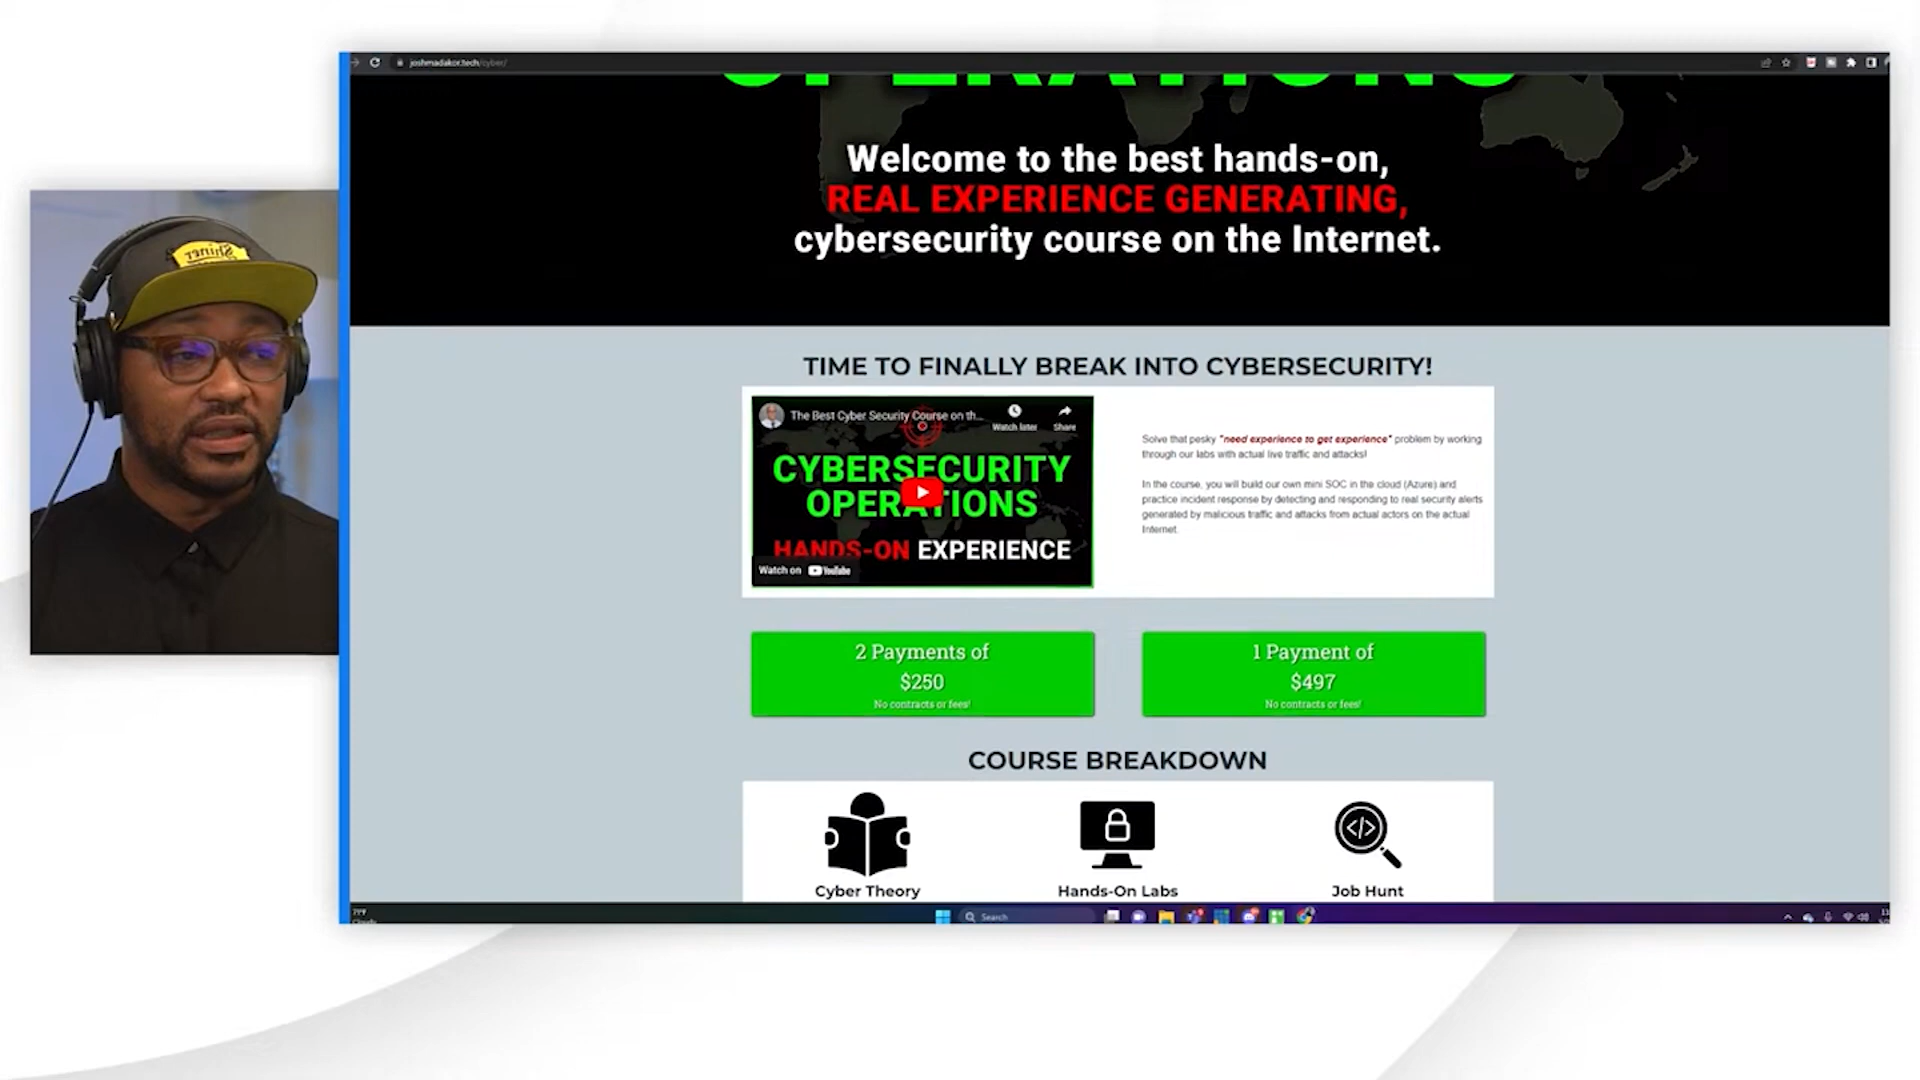 joshmadakor.tech/cyber/
OPERATIONS
Welcome to the best hands-on,
REAL EXPERIENCE GENERATING,
cybersecurity course on the Internet.
Shiner
TIME TO FINALLY BREAK INTO CYBERSECURITY!
The Best Cyber Security Course on th...
Watch later
Share
CYBERSECURITY
OPERATIONS
HANDS-ON EXPERIENCE
Watch on YouTube
Solve that pesky "need experience to get experience" problem by working
through our labs with actual live traffic and attacks!
In the course, you will build our own mini SOC in the cloud (Azure) and
practice incident response by detecting and responding to real security alerts
generated by malicious traffic and attacks from actual actors on the actual
Internet.
2 Payments of
$250
No contracts or fees!
1 Payment of
$497
No contracts or fees!
COURSE BREAKDOWN
Cyber Theory
Hands-On Labs
Job Hunt
Search